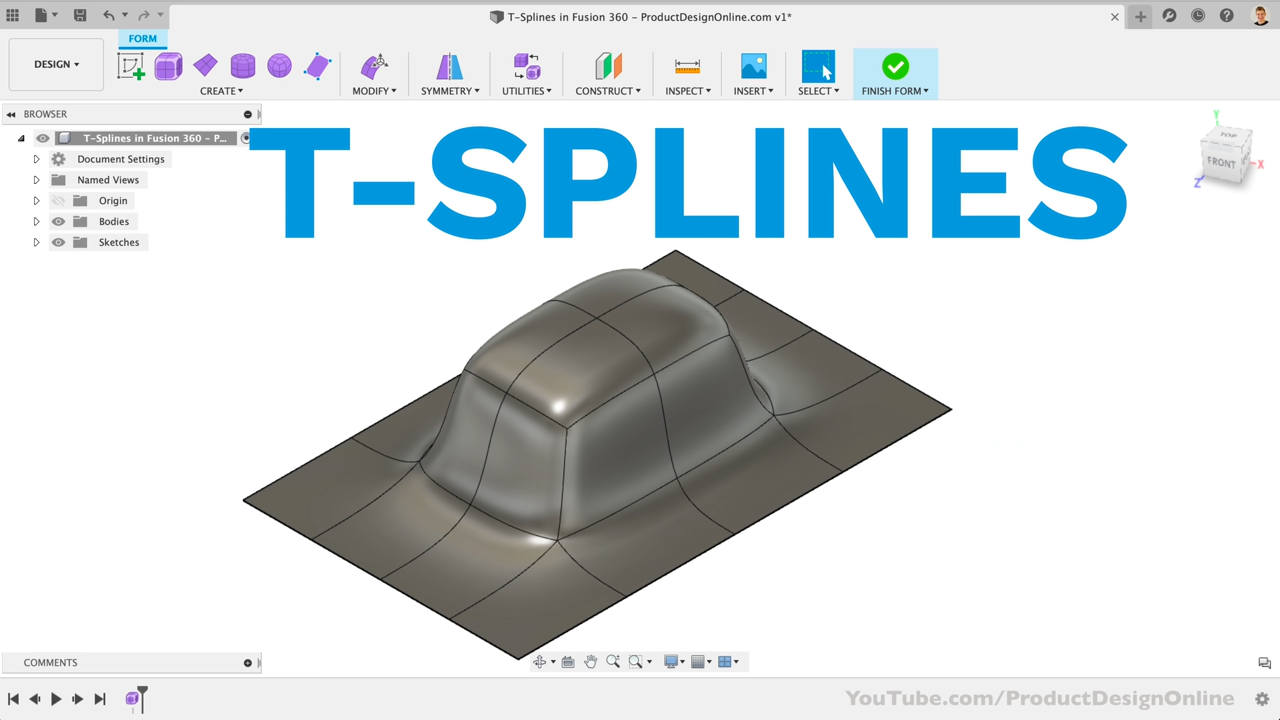 T-Splines in Fusion 360 - ProductDesignOnline.com v1*
FORM
DESIGN
CREATE
MODIFY
SYMMETRY
UTILITIES
CONSTRUCT
INSPECT
INSERT
SELECT
FINISH FORM
BROWSER
T-Splines in Fusion 360 - P...
Document Settings
Named Views
Origin
Bodies
Sketches
T-SPLINES
TOP
FRONT
Y
X
Z
COMMENTS
YouTube.com/ProductDesignOnline